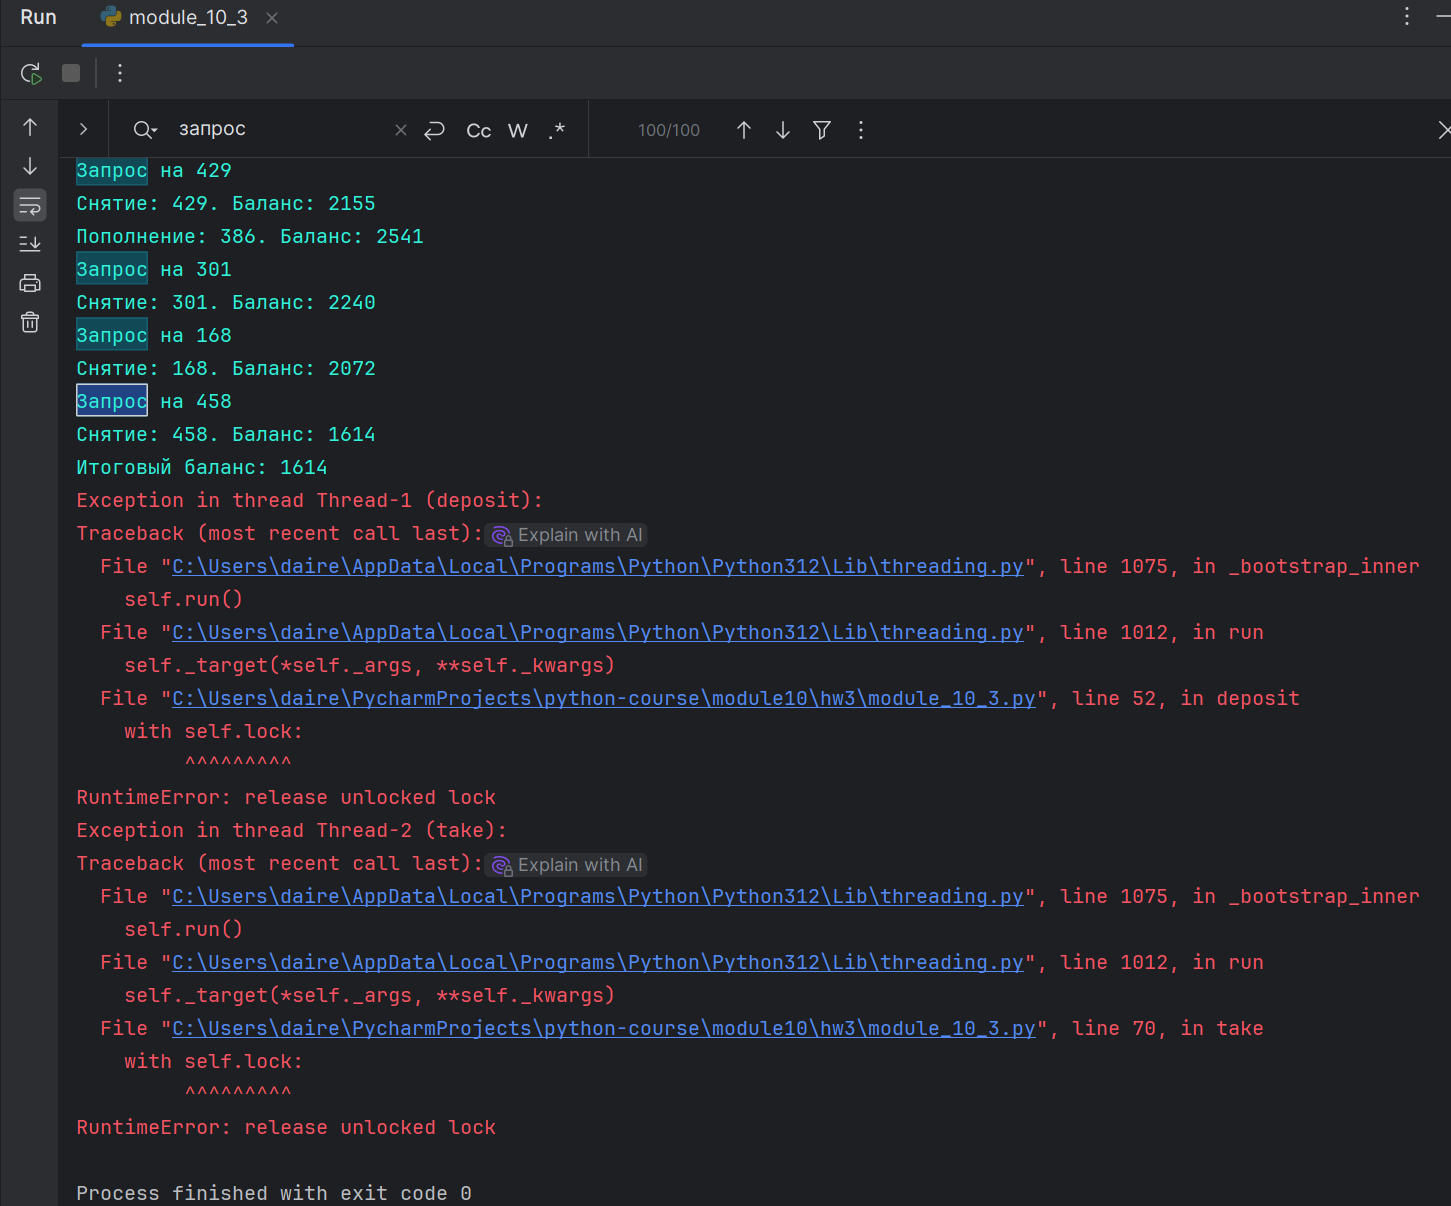 Run module_10_3
запрос Cc W .* 100/100
Запрос на 429
Снятие: 429. Баланс: 2155
Пополнение: 386. Баланс: 2541
Запрос на 301
Снятие: 301. Баланс: 2240
Запрос на 168
Снятие: 168. Баланс: 2072
Запрос на 458
Снятие: 458. Баланс: 1614
Итоговый баланс: 1614
Exception in thread Thread-1 (deposit):
Traceback (most recent call last): Explain with AI
  File "C:\Users\daire\AppData\Local\Programs\Python\Python312\Lib\threading.py", line 1075, in _bootstrap_inner
    self.run()
  File "C:\Users\daire\AppData\Local\Programs\Python\Python312\Lib\threading.py", line 1012, in run
    self._target(*self._args, **self._kwargs)
  File "C:\Users\daire\PycharmProjects\python-course\module10\hw3\module_10_3.py", line 52, in deposit
    with self.lock:
         ^^^^^^^^^
RuntimeError: release unlocked lock
Exception in thread Thread-2 (take):
Traceback (most recent call last): Explain with AI
  File "C:\Users\daire\AppData\Local\Programs\Python\Python312\Lib\threading.py", line 1075, in _bootstrap_inner
    self.run()
  File "C:\Users\daire\AppData\Local\Programs\Python\Python312\Lib\threading.py", line 1012, in run
    self._target(*self._args, **self._kwargs)
  File "C:\Users\daire\PycharmProjects\python-course\module10\hw3\module_10_3.py", line 70, in take
    with self.lock:
         ^^^^^^^^^
RuntimeError: release unlocked lock
Process finished with exit code 0